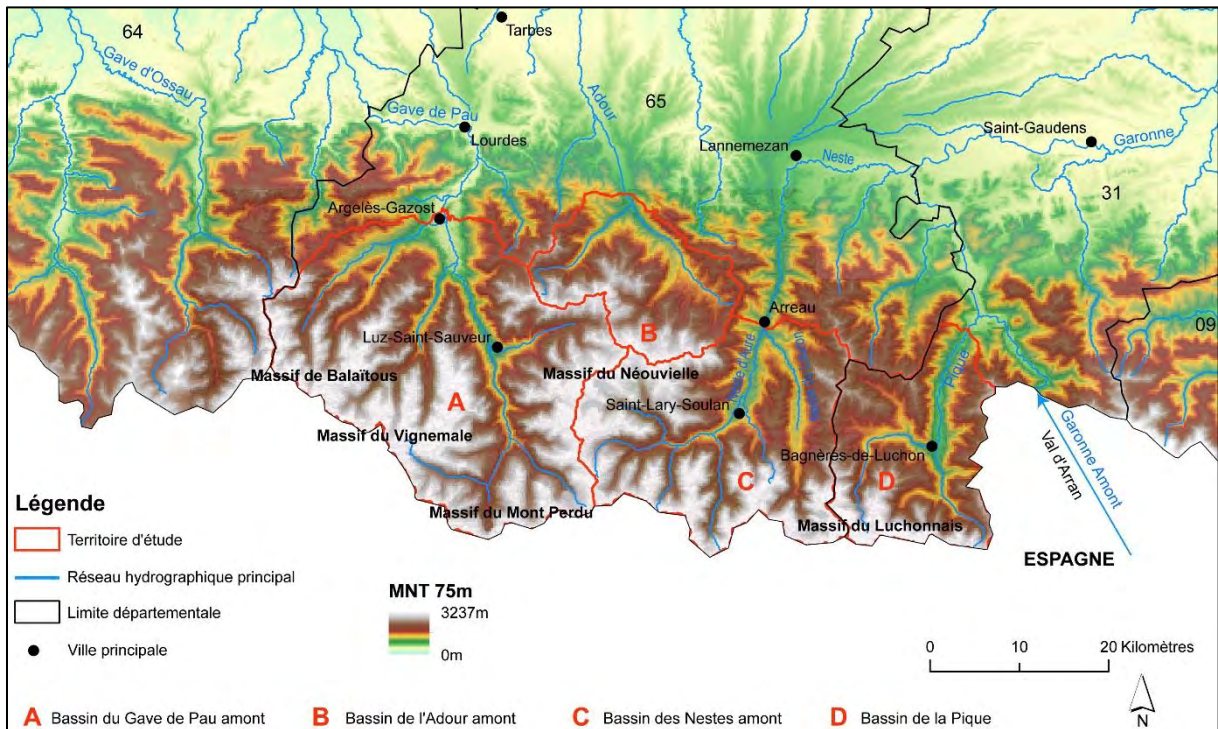 64
Tarbes
Gave d'Ossau
Adour
65
Gave de Pau
Lourdes
Saint-Gaudens
Garonne
Lannemezan
Neste
31
Argelès-Gazost
Arreau
09
Luz-Saint-Sauveur
B
Massif de Balaïtous
Massif du Néouvielle
Neste d'Aure
Pique
A
Saint-Lary-Soulan
Massif du Vignemale
Bagnères-de-Luchon
Garonne Amont
Val d'Arran
C
D
Massif du Mont Perdu
Massif du Luchonnais
ESPAGNE
Légende
Territoire d'étude
Réseau hydrographique principal
Limite départementale
Ville principale
MNT 75m
3237m
0m
0 10 20 Kilomètres
N
A Bassin du Gave de Pau amont B Bassin de l'Adour amont C Bassin des Nestes amont D Bassin de la Pique